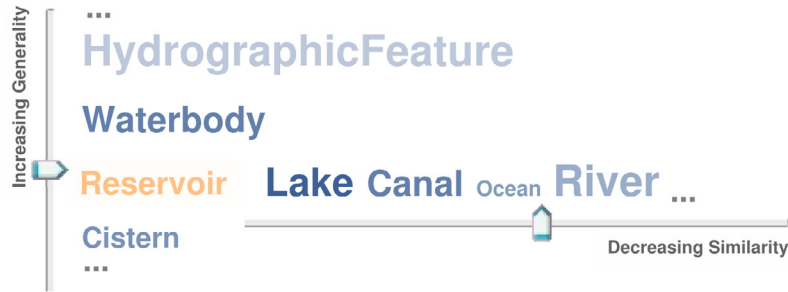 Increasing Generality
...
HydrographicFeature
Waterbody
Reservoir Lake Canal Ocean River ...
Cistern
...
Decreasing Similarity